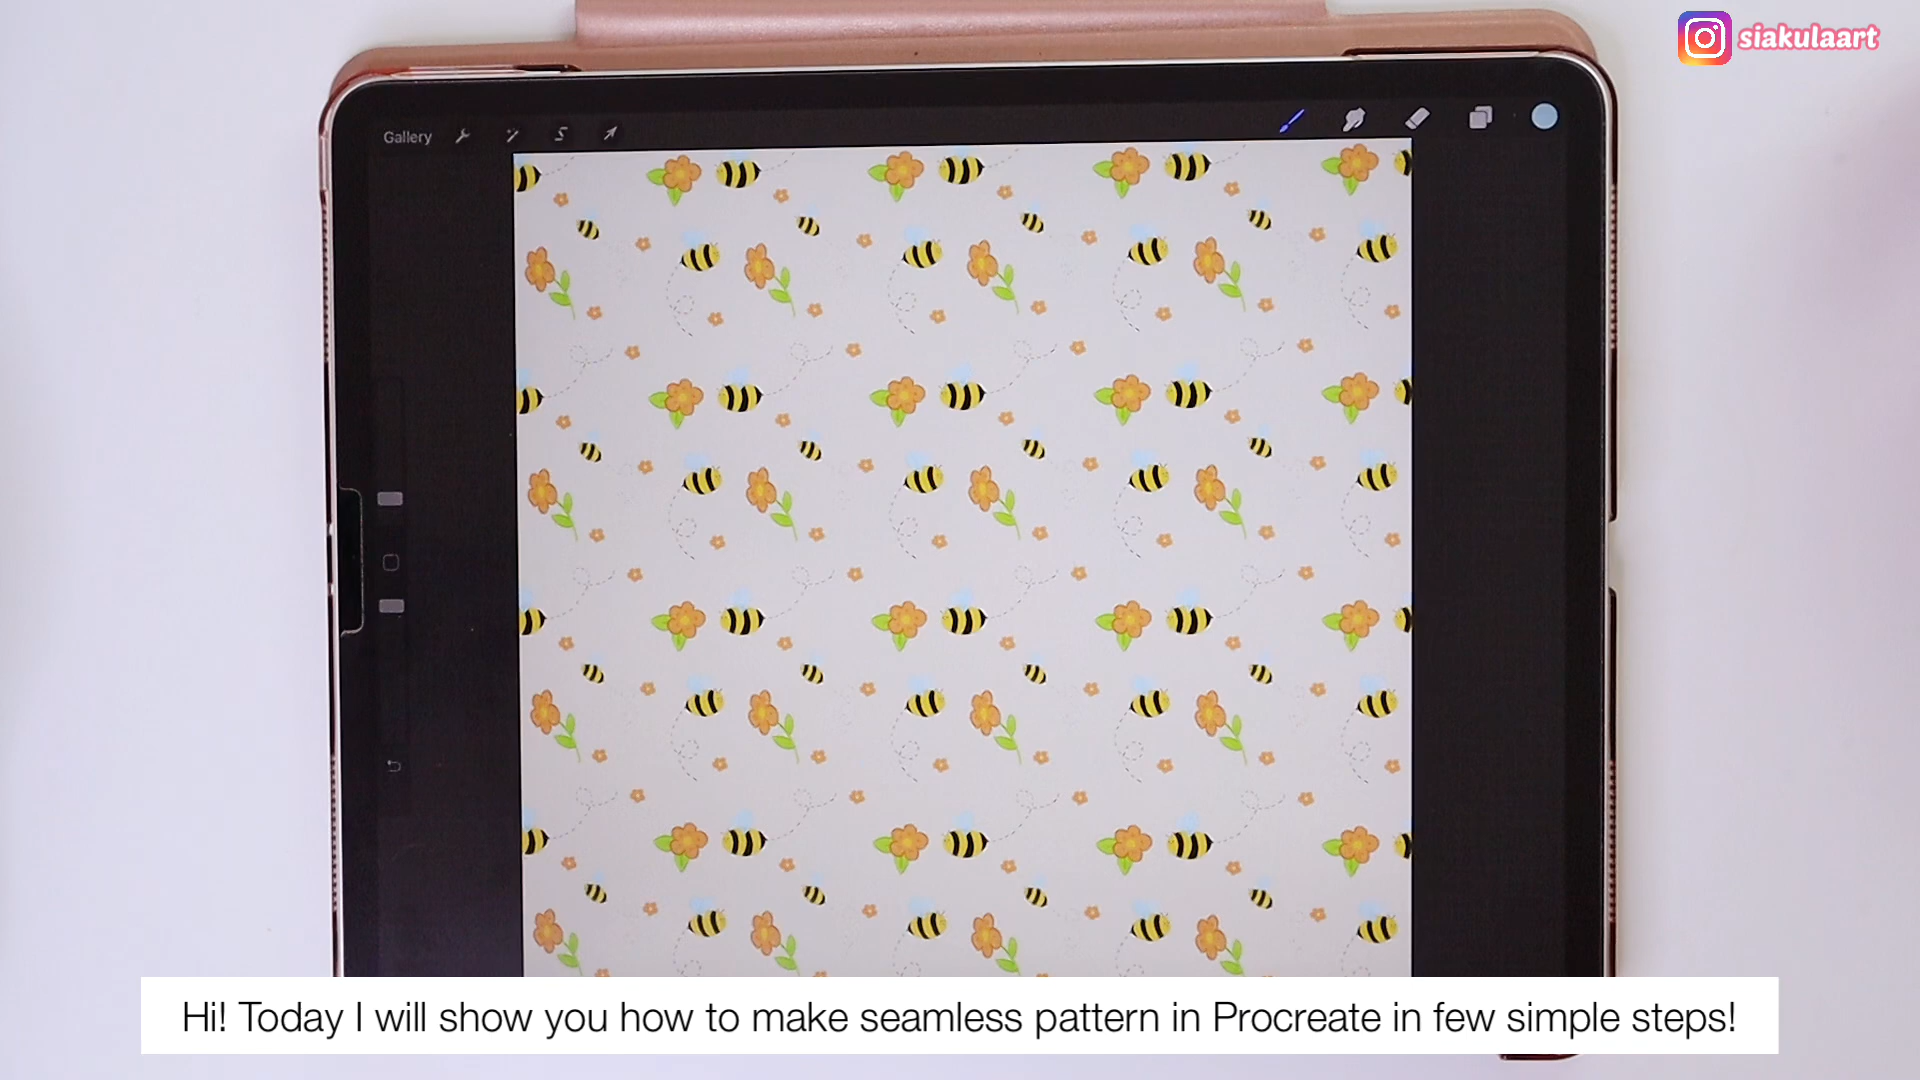 siakulaart
Gallery
Hi! Today I will show you how to make seamless pattern in Procreate in few simple steps!